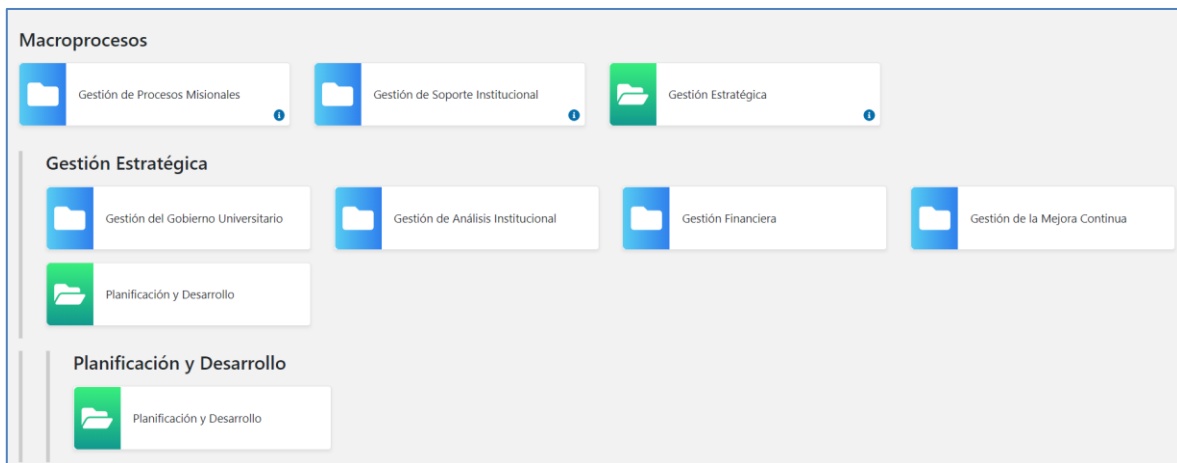 Macroprocesos
Gestión de Procesos Misionales
Gestión de Soporte Institucional
Gestión Estratégica
Gestión Estratégica
Gestión del Gobierno Universitario
Gestión de Análisis Institucional
Gestión Financiera
Gestión de la Mejora Continua
Planificación y Desarrollo
Planificación y Desarrollo
Planificación y Desarrollo